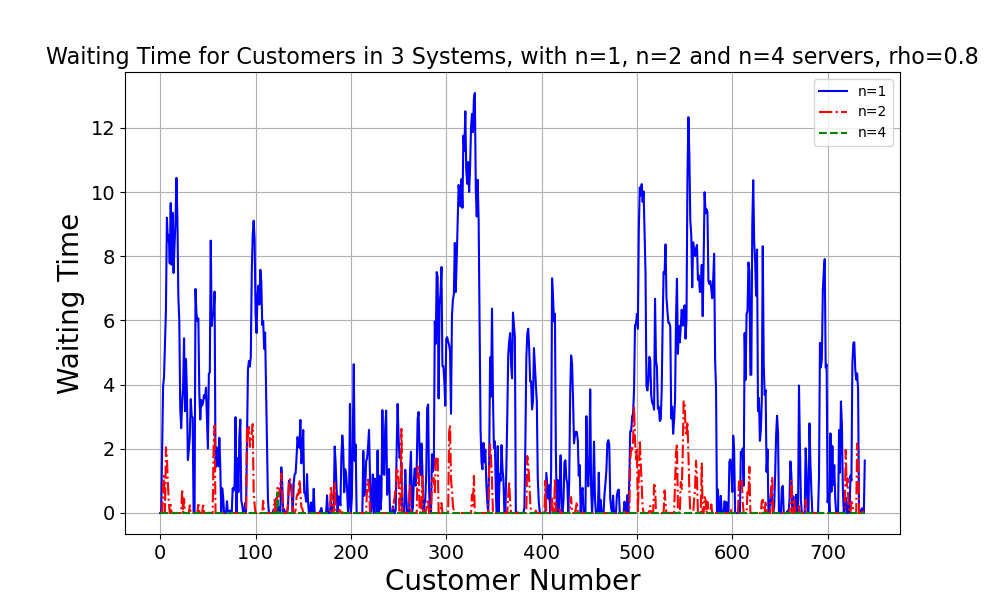 Waiting Time for Customers in 3 Systems, with n=1, n=2 and n=4 servers, rho=0.8
n=1
n=2
n=4
Waiting Time
12
10
8
6
4
2
0
0 100 200 300 400 500 600 700
Customer Number